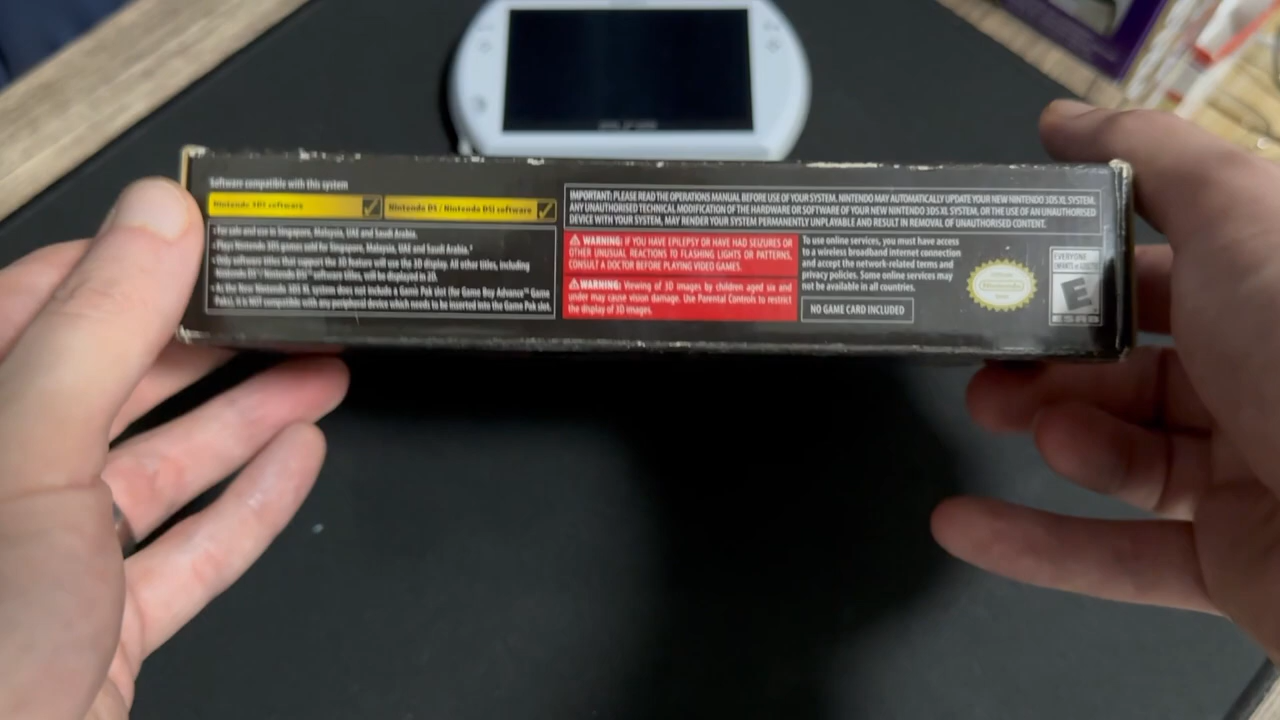 Software compatible with this system
Nintendo 3DS software
Nintendo DS / Nintendo DSi software
• For sale and use in Singapore, Malaysia, UAE and Saudi Arabia.
• Plays Nintendo 3DS games sold for Singapore, Malaysia, UAE and Saudi Arabia.
• Only software titles that support the 3D feature will use the 3D display. All other titles, including
Nintendo DS™/Nintendo DSi™ software titles, will be displayed in 2D.
• As the New Nintendo 3DS XL system does not include a Game Pak slot (for Game Boy Advance™ Game
Paks), it is NOT compatible with any peripheral device which needs to be inserted into the Game Pak slot.
IMPORTANT: PLEASE READ THE OPERATIONS MANUAL BEFORE USE OF YOUR SYSTEM. NINTENDO MAY AUTOMATICALLY UPDATE YOUR NEW NINTENDO 3DS XL SYSTEM.
ANY UNAUTHORISED TECHNICAL MODIFICATION OF THE HARDWARE OR SOFTWARE OF YOUR NEW NINTENDO 3DS XL SYSTEM, OR THE USE OF AN UNAUTHORISED
DEVICE WITH YOUR SYSTEM, MAY RENDER YOUR SYSTEM PERMANENTLY UNPLAYABLE AND RESULT IN REMOVAL OF UNAUTHORISED CONTENT.
WARNING: IF YOU HAVE EPILEPSY OR HAVE HAD SEIZURES OR
OTHER UNUSUAL REACTIONS TO FLASHING LIGHTS OR PATTERNS,
CONSULT A DOCTOR BEFORE PLAYING VIDEO GAMES.
WARNING: Viewing of 3D images by children aged six and
under may cause vision damage. Use Parental Controls to restrict
the display of 3D images.
To use online services, you must have access
to a wireless broadband internet connection
and accept the network-related terms and
privacy policies. Some online services may
not be available in all countries.
NO GAME CARD INCLUDED
Nintendo
EVERYONE
E
ESRB